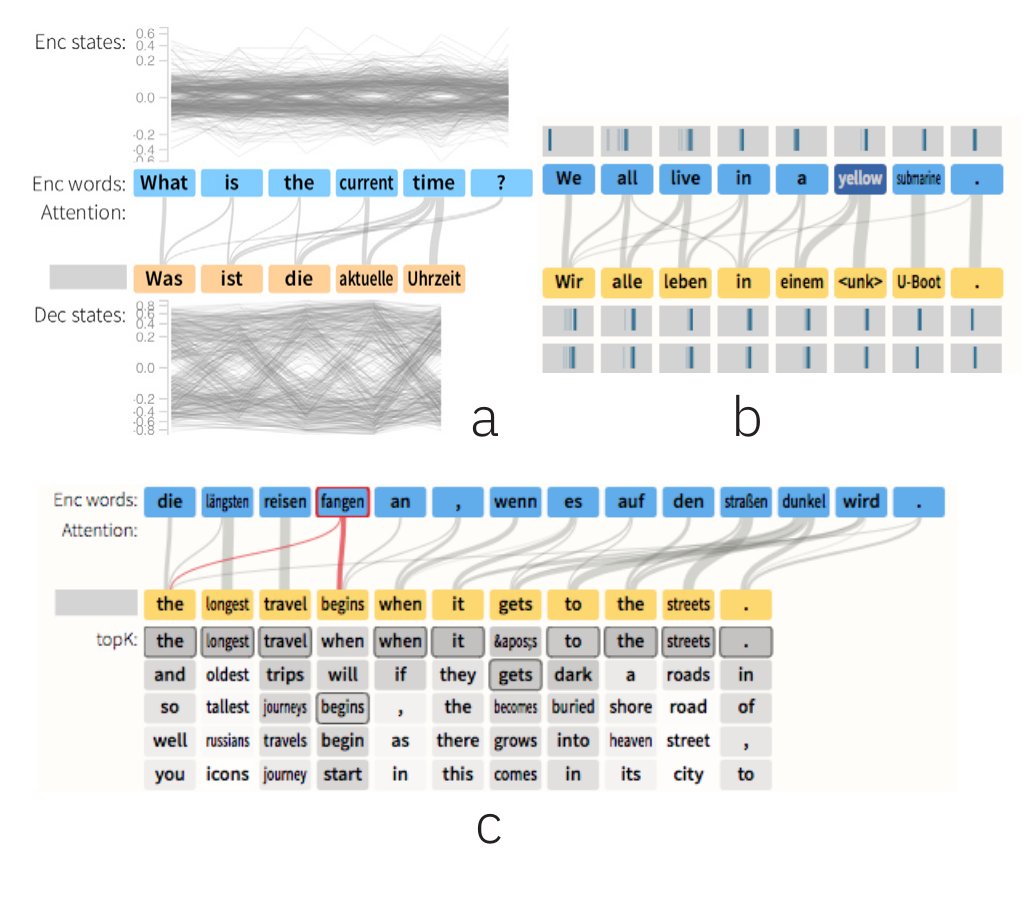 Enc states:
0.6
0.4
0.2
0.0
-0.2
-0.4
-0.6
Enc words: What is the current time ?
Attention:
Was ist die aktuelle Uhrzeit
Dec states:
0.8
0.6
0.4
0.2
0.0
-0.2
-0.4
-0.6
-0.8
a
We all live in a yellow submarine .
Wir alle leben in einem <unk> U-Boot .
b
Enc words: die längsten reisen fangen an , wenn es auf den straßen dunkel wird .
Attention:
the longest travel begins when it gets to the streets .
topK: the longest travel when when it &apos;s to the streets .
and oldest trips will if they gets dark a roads in
so tallest journeys begins , the becomes buried shore road of
well russians travels begin as there grows into heaven street ,
you icons journey start in this comes in its city to
c